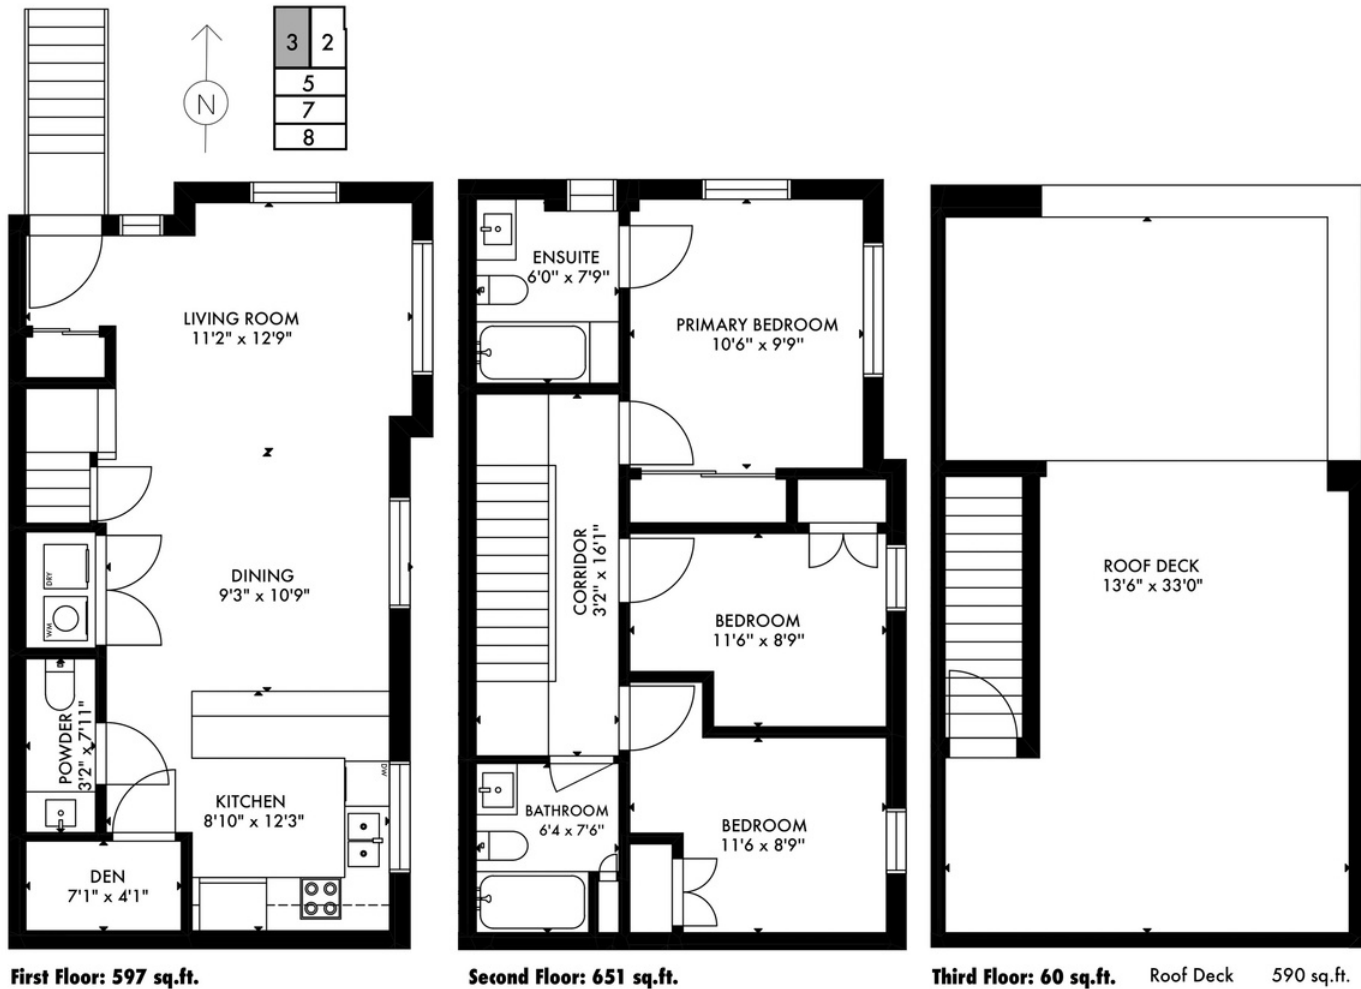 N
3 2
5
7
8
LIVING ROOM
11'2" x 12'9"
DINING
9'3" x 10'9"
DRY
WM
POWDER
3'2" x 7'11"
KITCHEN
8'10" x 12'3"
DW
DEN
7'1" x 4'1"
First Floor: 597 sq.ft.
ENSUITE
6'0" x 7'9"
PRIMARY BEDROOM
10'6" x 9'9"
CORRIDOR
3'2" x 16'1"
BEDROOM
11'6" x 8'9"
BATHROOM
6'4 x 7'6"
BEDROOM
11'6 x 8'9"
Second Floor: 651 sq.ft.
ROOF DECK
13'6" x 33'0"
Third Floor: 60 sq.ft. Roof Deck 590 sq.ft.